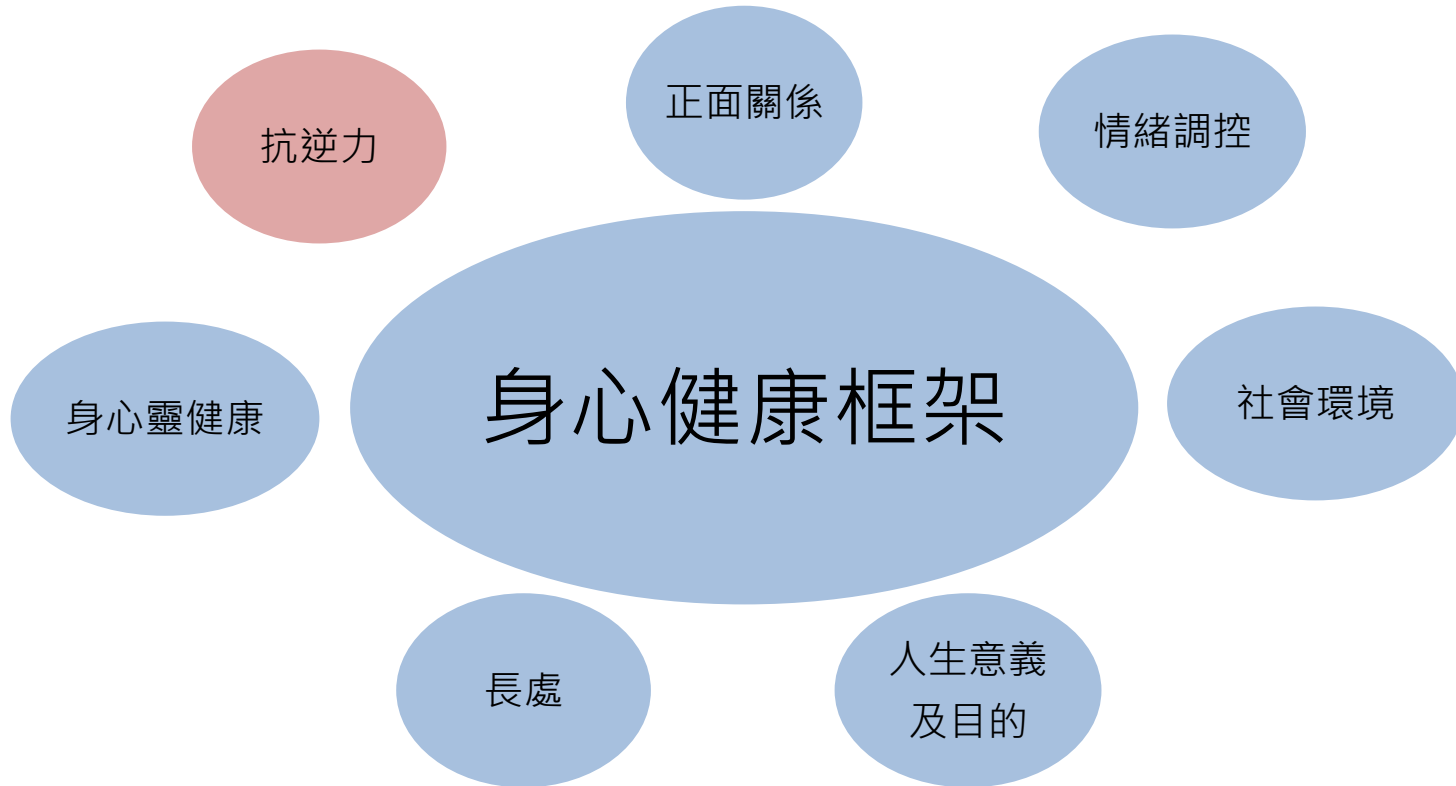 正面關係
情緒調控
抗逆力
身心健康框架
社會環境
身心靈健康
人生意義
及目的
長處